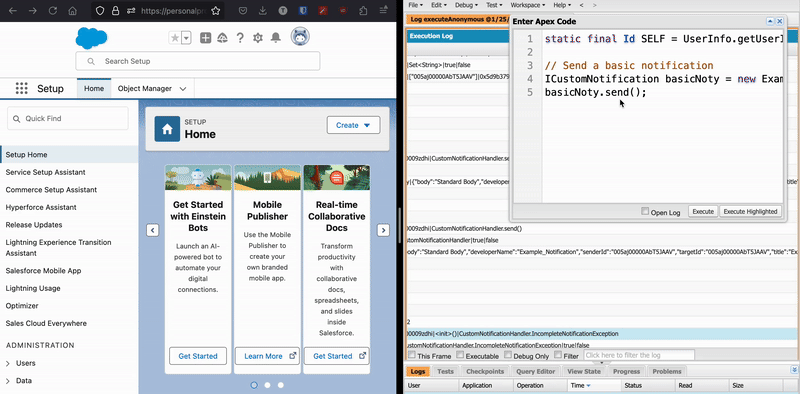 https://personalpr
Search Setup
Setup
Home
Object Manager
Quick Find
Setup Home
Service Setup Assistant
Commerce Setup Assistant
Hyperforce Assistant
Release Updates
Lightning Experience Transition
Assistant
Salesforce Mobile App
Lightning Usage
Optimizer
Sales Cloud Everywhere
ADMINISTRATION
Users
Data
SETUP
Home
Create
Get Started
with Einstein
Bots
Launch an AI-
powered bot to
automate your
digital
connections.
Get Started
Mobile
Publisher
Use the Mobile
Publisher to
create your
own branded
mobile app.
Learn More
Real-time
Collaborative
Docs
Transform
productivity
with
collaborative
docs,
spreadsheets,
and slides
inside
Salesforce.
Get Started
File Edit Debug Test Workspace Help < >
Log executeAnonymous @1/25/
Execution Log
Set<String>|true|false
Enter Apex Code
1 static final Id SELF = UserInfo.getUserI
2
3 // Send a basic notification
4 ICustomNotification basicNoty = new Exam
5 basicNoty.send();
Open Log
Execute
Execute Highlighted
0009zdhi|CustomNotificationHandler.se
y|{"body":"Standard Body","develope
0009zdhi|CustomNotificationHandler.send()
ustomNotificationHandler|true|false
ody":"Standard Body","developerName":"Example_Notification","senderId":"005aj00000AbT5JAAV","targetId":"005aj00000AbT5JAAV","title":"Ex
2
0009zdhi|<init>()|CustomNotificationHandler.IncompleteNotificationException
ustomNotificationHandler.IncompleteNotificationException|true|false
This Frame
Executable
Debug Only
Filter
Click here to filter the log
Logs Tests Checkpoints Query Editor View State Progress Problems
User Application Operation Time Status Read Size